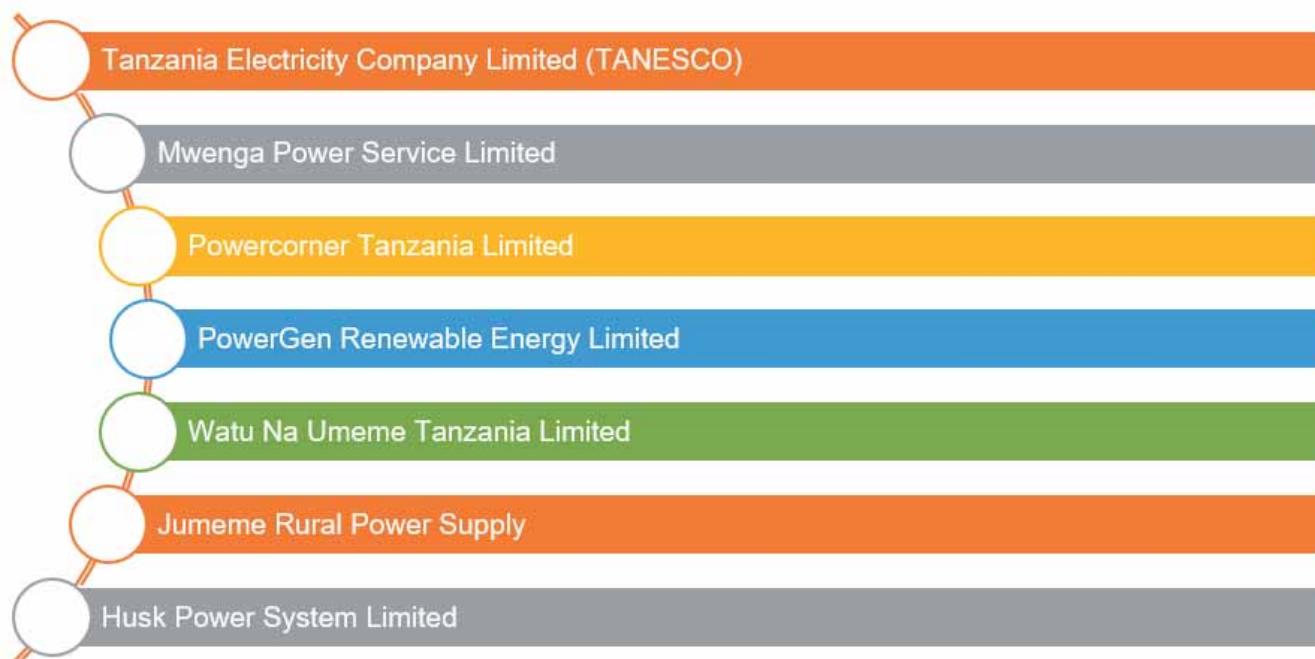 Tanzania Electricity Company Limited (TANESCO)
Mwenga Power Service Limited
Powercorner Tanzania Limited
PowerGen Renewable Energy Limited
Watu Na Umeme Tanzania Limited
Jumeme Rural Power Supply
Husk Power System Limited